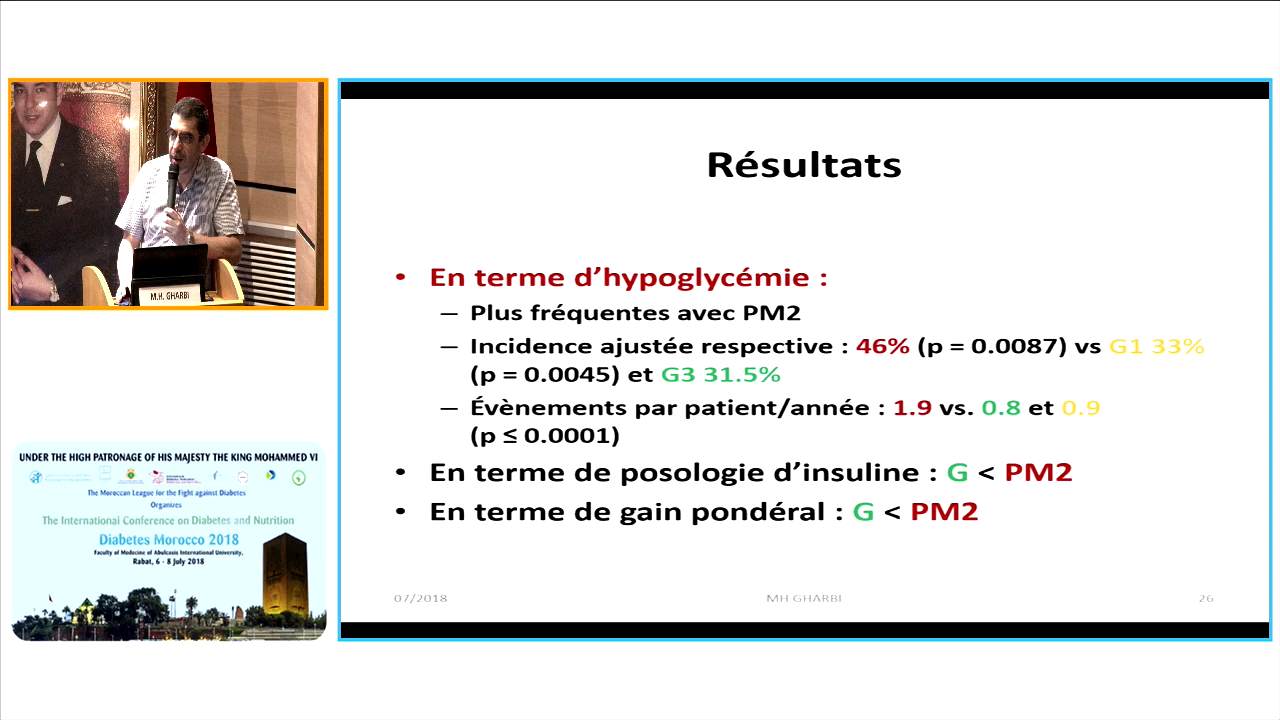 Résultats
• En terme d’hypoglycémie :
– Plus fréquentes avec PM2
– Incidence ajustée respective : 46% (p = 0.0087) vs G1 33%
(p = 0.0045) et G3 31.5%
– Évènements par patient/année : 1.9 vs. 0.8 et 0.9
(p ≤ 0.0001)
• En terme de posologie d’insuline : G < PM2
• En terme de gain pondéral : G < PM2
07/2018 MH GHARBI 26
M.H. GHARBI
UNDER THE HIGH PATRONAGE OF HIS MAJESTY THE KING MOHAMMED VI
The Moroccan League for the Fight against Diabetes
Organizes
The International Conference on Diabetes and Nutrition
Diabetes Morocco 2018
Faculty of Medecine of Abulcasis International University,
Rabat, 6 - 8 July 2018